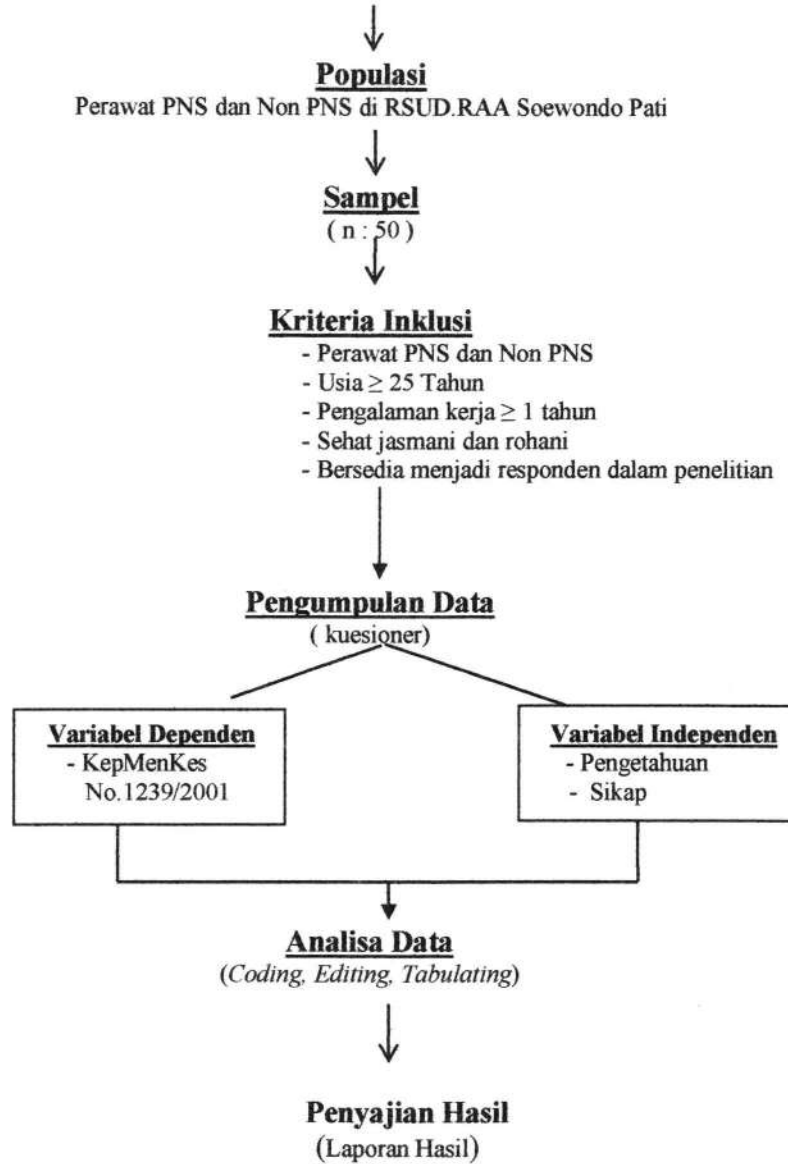 Populasi
Perawat PNS dan Non PNS di RSUD.RAA Soewondo Pati
Sampel
( n : 50 )
Kriteria Inklusi
- Perawat PNS dan Non PNS
- Usia ≥ 25 Tahun
- Pengalaman kerja ≥ 1 tahun
- Sehat jasmani dan rohani
- Bersedia menjadi responden dalam penelitian
Pengumpulan Data
( kuesioner)
Variabel Dependen
- KepMenKes
No.1239/2001
Variabel Independen
- Pengetahuan
- Sikap
Analisa Data
(Coding, Editing, Tabulating)
Penyajian Hasil
(Laporan Hasil)